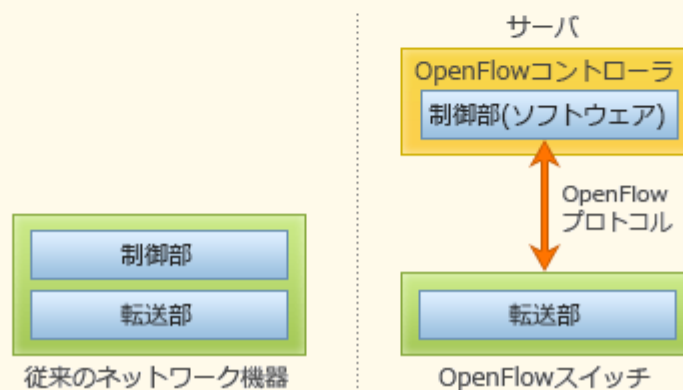 制御部
転送部
従来のネットワーク機器
サーバ
OpenFlowコントローラ
制御部(ソフトウェア)
OpenFlow
プロトコル
転送部
OpenFlowスイッチ